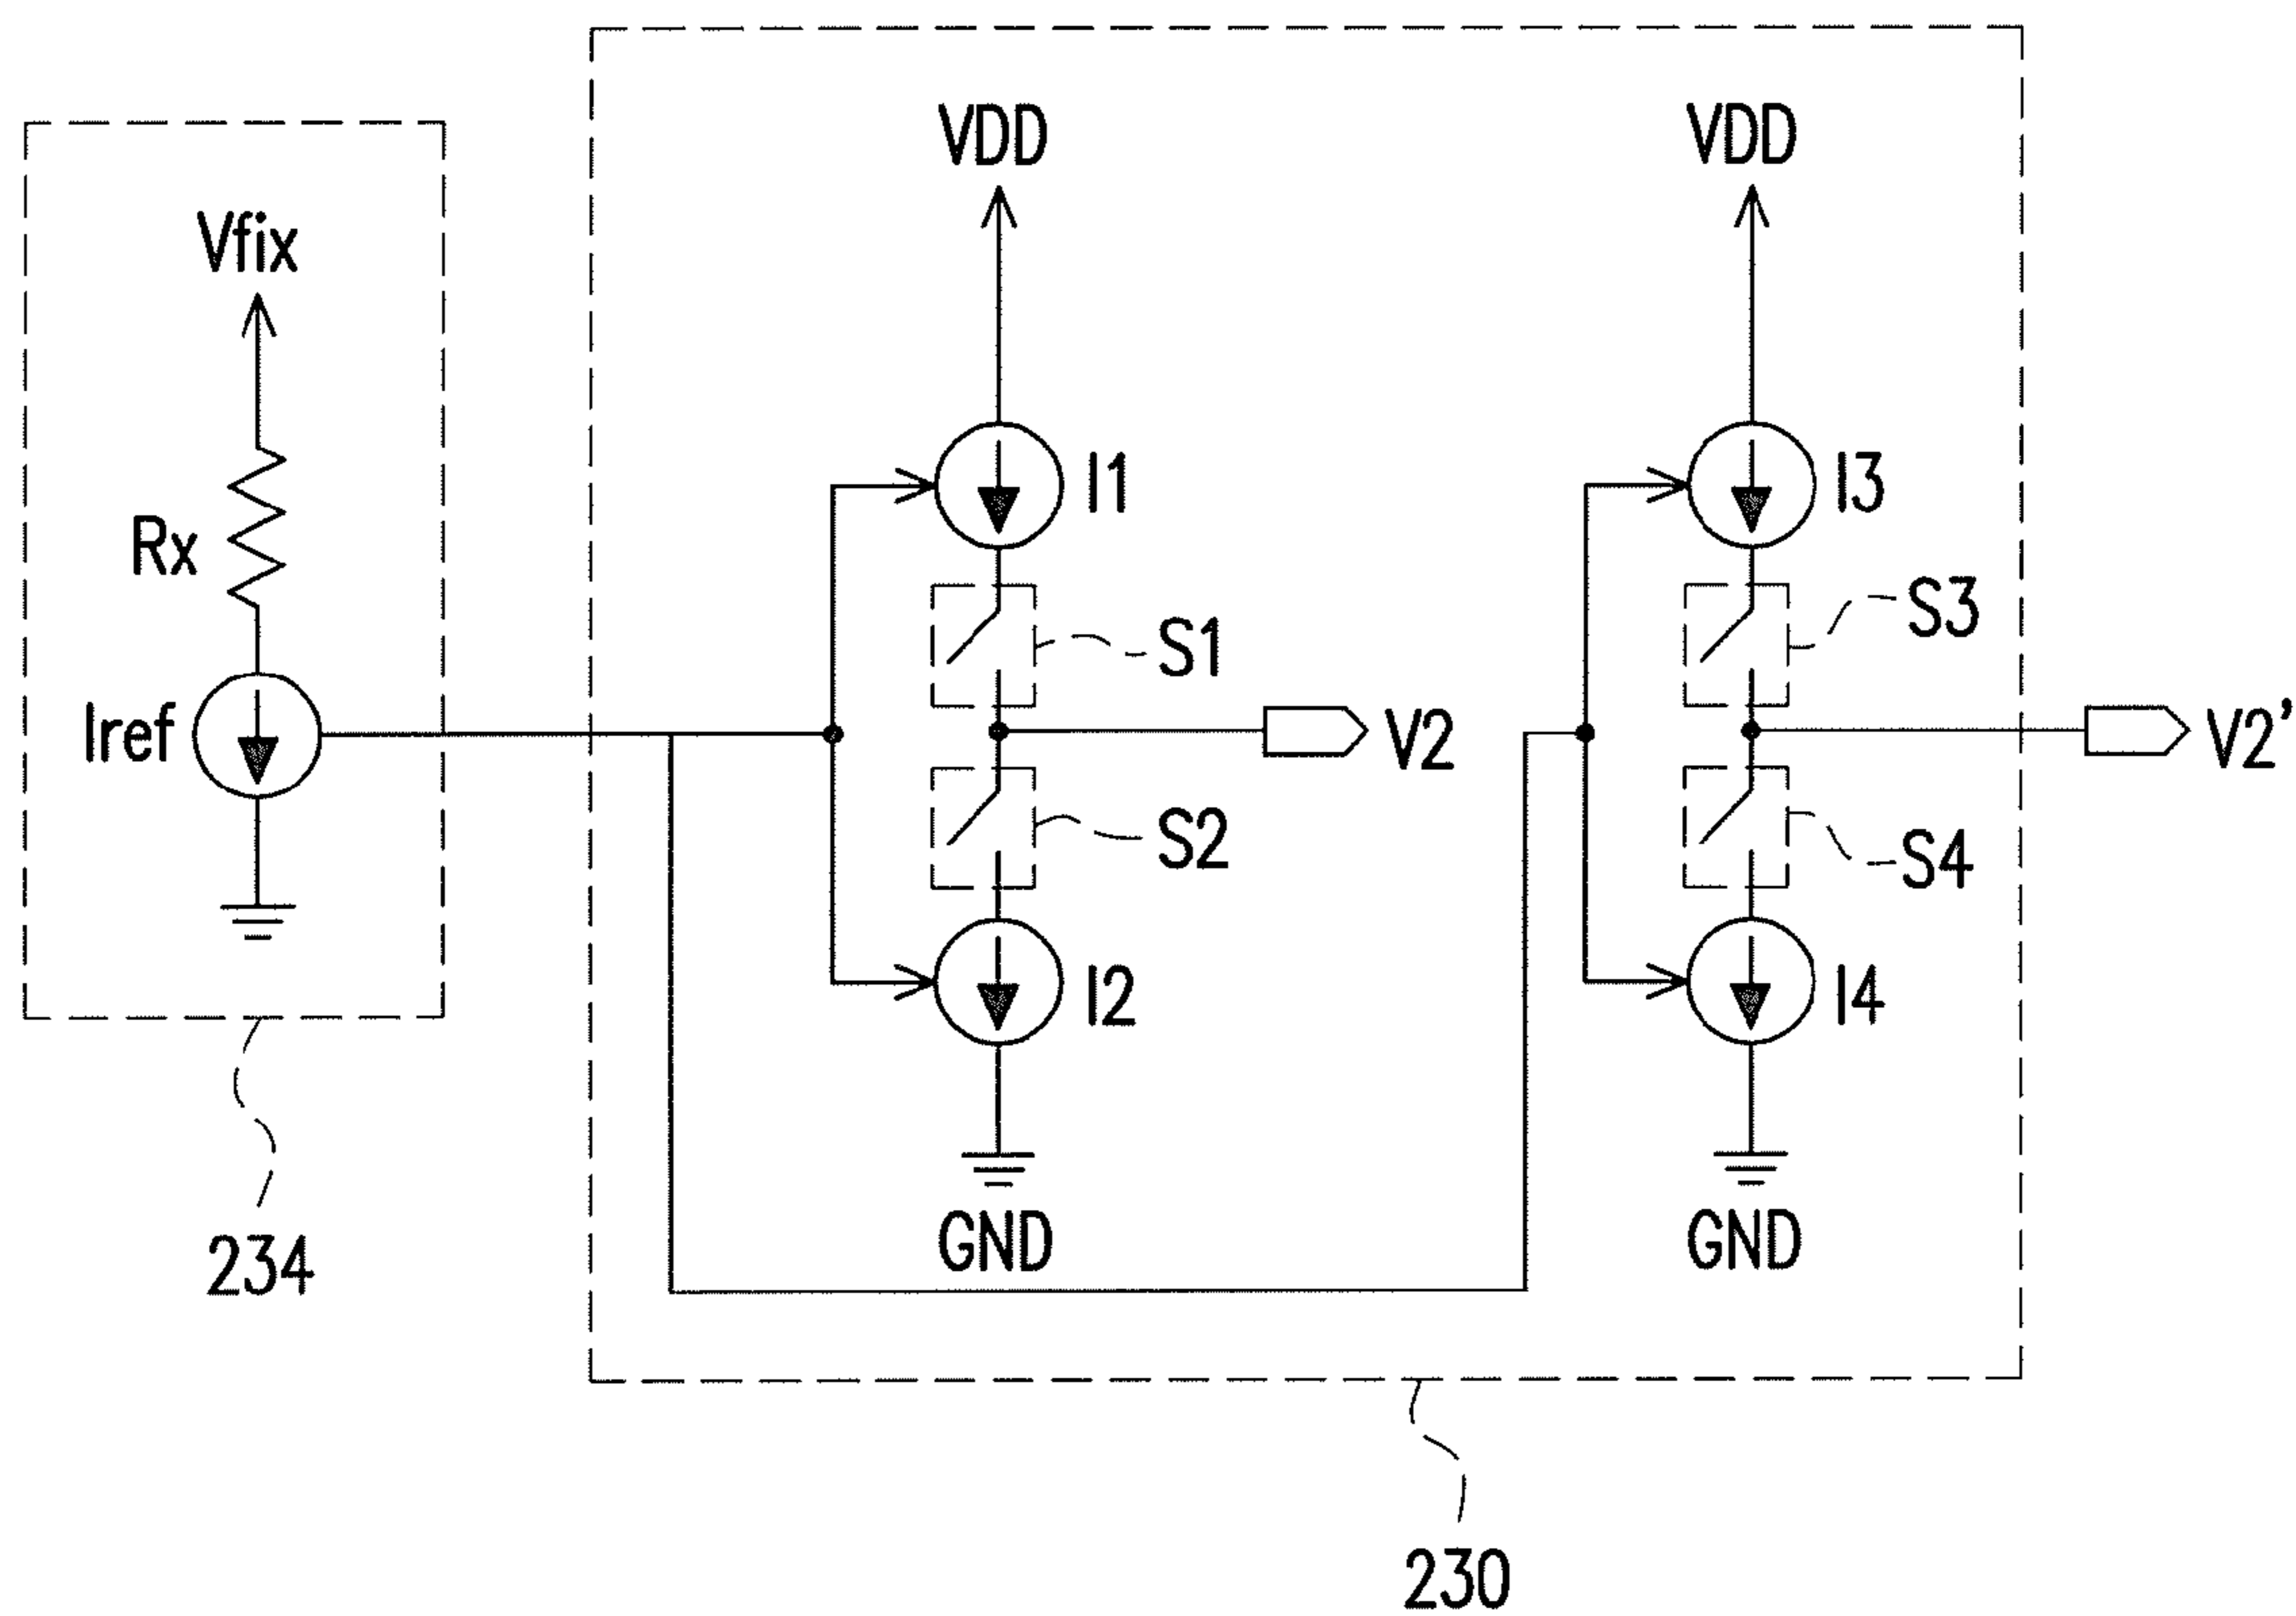 VDD
VDD
Vfix
I1
I3
Rx
S1
S3
Iref
V2
V2'
S2
S4
I2
I4
GND
GND
234
230